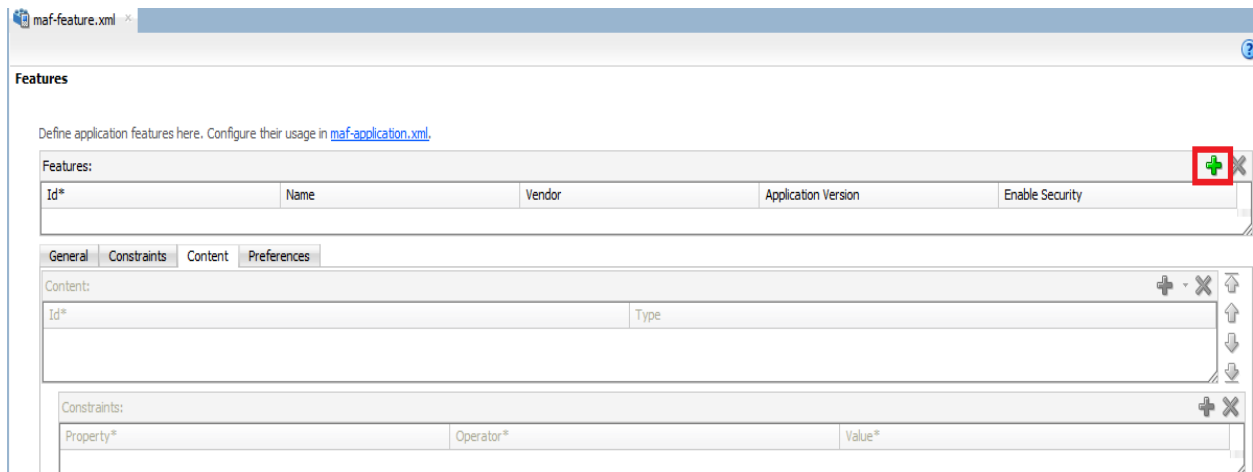 maf-feature.xml
Features
Define application features here. Configure their usage in maf-application.xml.
Features:
Id* Name Vendor Application Version Enable Security
General Constraints Content Preferences
Content:
Id* Type
Constraints:
Property* Operator* Value*